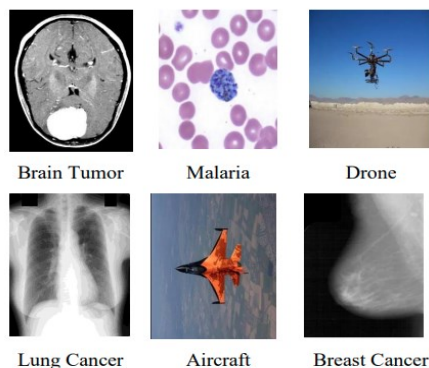 Brain Tumor
Malaria
Drone
Lung Cancer
Aircraft
Breast Cancer